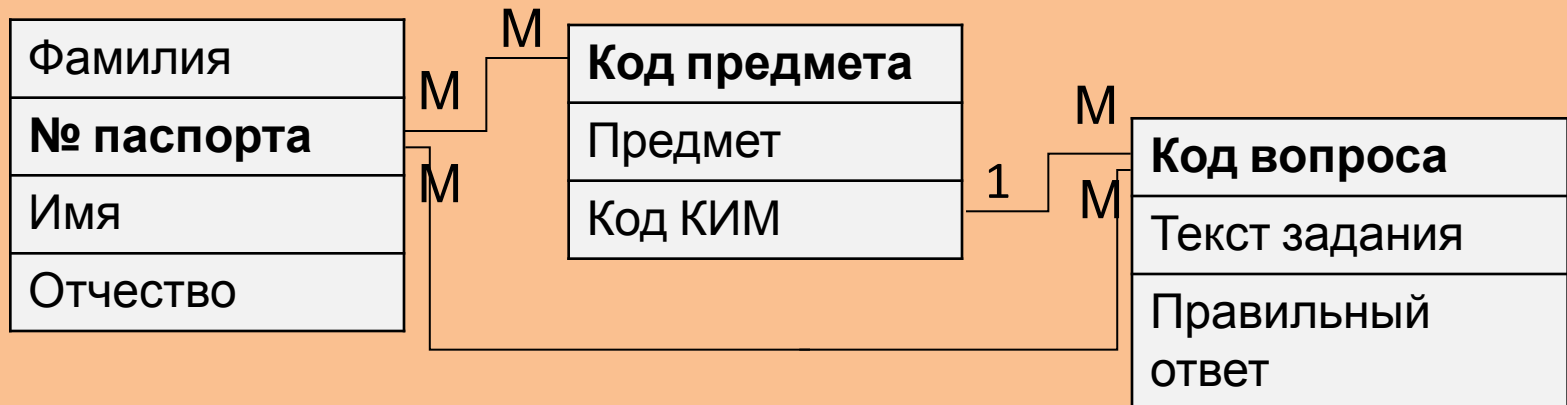 Фамилия
№ паспорта
Имя
Отчество
М
М
М
Код предмета
Предмет
Код КИМ
1
М
М
Код вопроса
Текст задания
Правильный
ответ